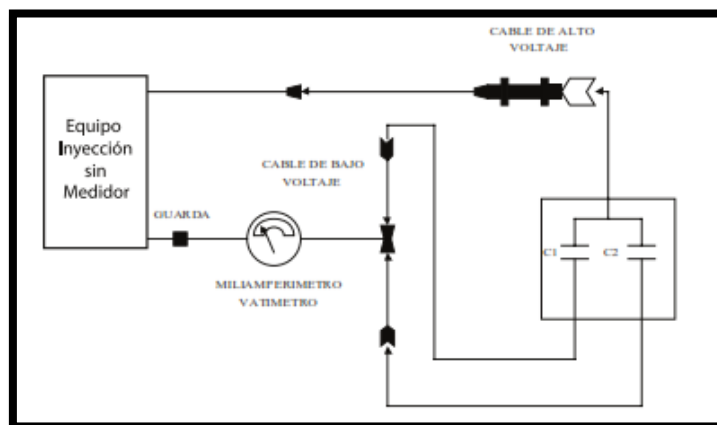 CABLE DE ALTO
VOLTAJE
Equipo
Inyección
sin
Medidor
CABLE DE BAJO
VOLTAJE
GUARDA
MILIAMPERIMETRO
VATIMETRO
C1
C2